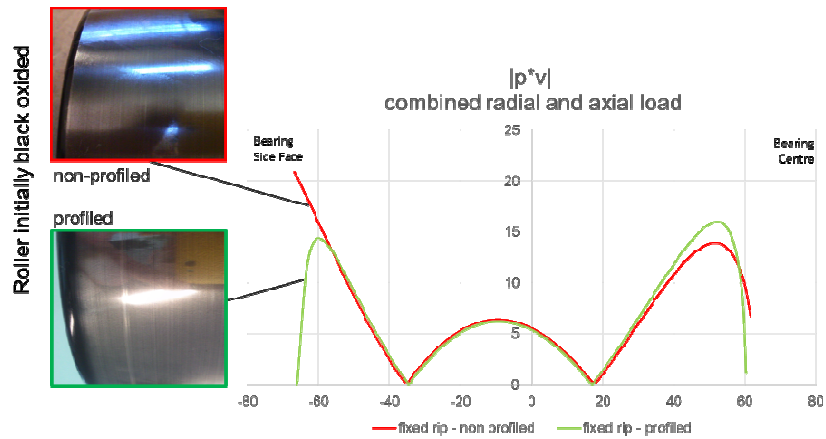 Roller initially black oxided
non-profiled
profiled
|p*v|
combined radial and axial load
Bearing
Side Face
Bearing
Centre
25
20
15
10
5
0
-80
-60
-40
-20
0
20
40
60
80
fixed rip - non profiled
fixed rip - profiled